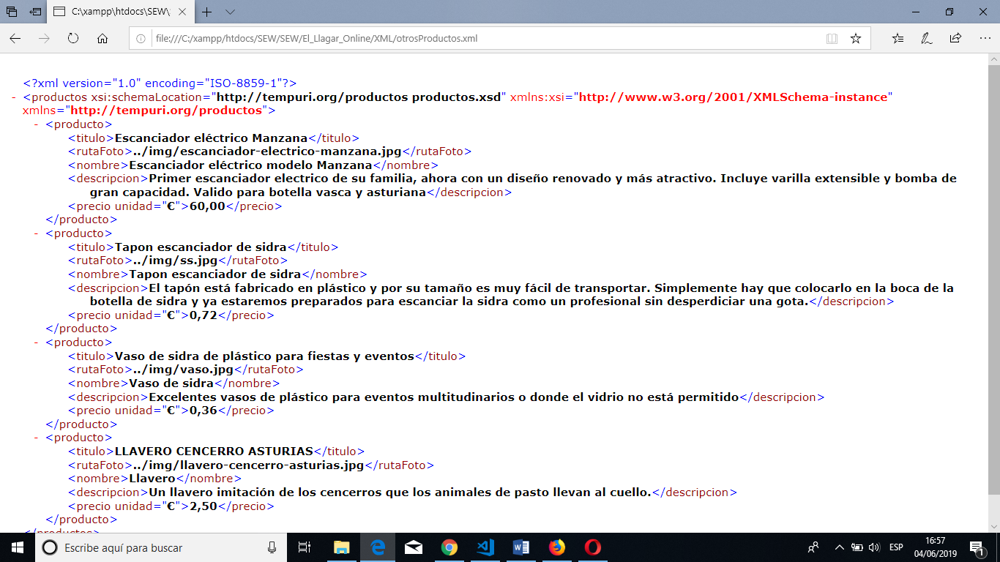 C:\xampp\htdocs\SEW\
file:///C:/xampp/htdocs/SEW/SEW/El_Llagar_Online/XML/otrosProductos.xml
<?xml version="1.0" encoding="ISO-8859-1"?>
- <productos xsi:schemaLocation="http://tempuri.org/productos productos.xsd" xmlns:xsi="http://www.w3.org/2001/XMLSchema-instance"
xmlns="http://tempuri.org/productos">
- <producto>
<titulo>Escanciador eléctrico Manzana</titulo>
<rutaFoto>../img/escanciador-electrico-manzana.jpg</rutaFoto>
<nombre>Escanciador eléctrico modelo Manzana</nombre>
<descripcion>Primer escanciador electrico de su familia, ahora con un diseño renovado y más atractivo. Incluye varilla extensible y bomba de
gran capacidad. Valido para botella vasca y asturiana</descripcion>
<precio unidad="€">60,00</precio>
</producto>
- <producto>
<titulo>Tapon escanciador de sidra</titulo>
<rutaFoto>../img/ss.jpg</rutaFoto>
<nombre>Tapon escanciador de sidra</nombre>
<descripcion>El tapón está fabricado en plástico y por su tamaño es muy fácil de transportar. Simplemente hay que colocarlo en la boca de la
botella de sidra y ya estaremos preparados para escanciar la sidra como un profesional sin desperdiciar una gota.</descripcion>
<precio unidad="€">0,72</precio>
</producto>
- <producto>
<titulo>Vaso de sidra de plástico para fiestas y eventos</titulo>
<rutaFoto>../img/vaso.jpg</rutaFoto>
<nombre>Vaso de sidra</nombre>
<descripcion>Excelentes vasos de plástico para eventos multitudinarios o donde el vidrio no está permitido</descripcion>
<precio unidad="€">0,36</precio>
</producto>
- <producto>
<titulo>LLAVERO CENCERRO ASTURIAS</titulo>
<rutaFoto>../img/llavero-cencerro-asturias.jpg</rutaFoto>
<nombre>Llavero</nombre>
<descripcion>Un llavero imitación de los cencerros que los animales de pasto llevan al cuello.</descripcion>
<precio unidad="€">2,50</precio>
</producto>
</productos>
Escribe aquí para buscar
ESP
16:57
04/06/2019
1